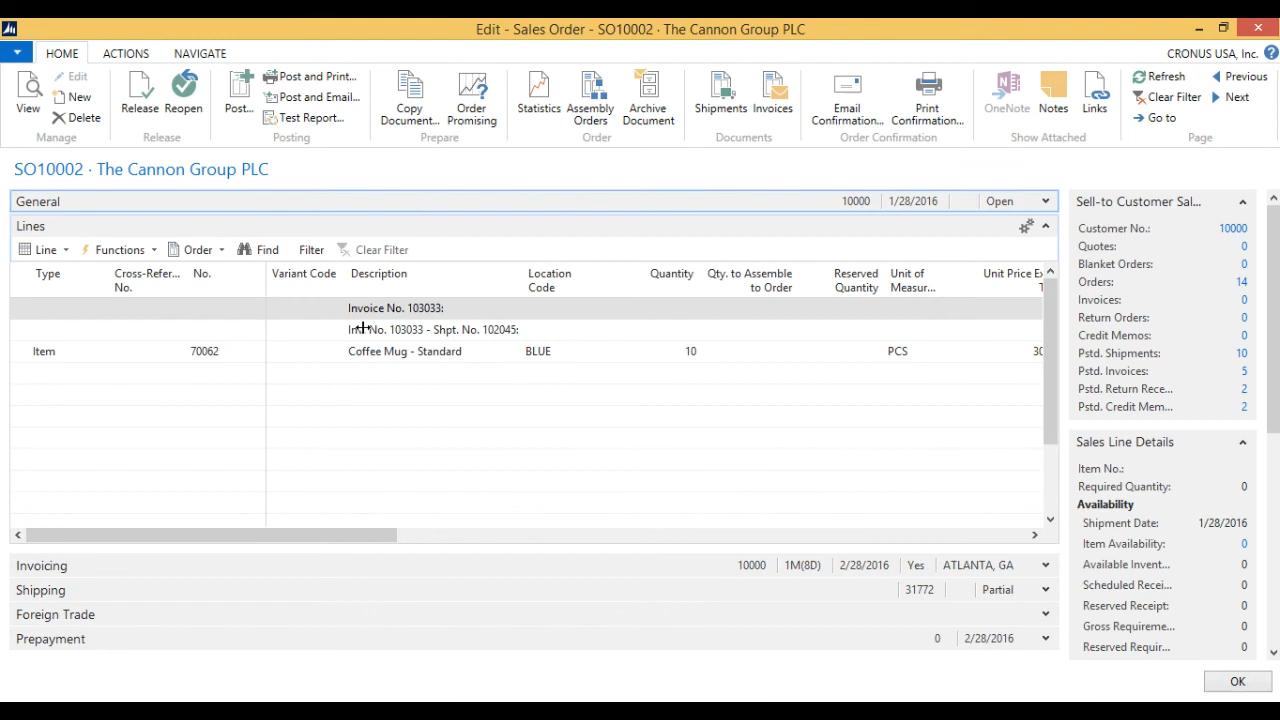 Edit - Sales Order - SO10002 · The Cannon Group PLC
HOME ACTIONS NAVIGATE CRONUS USA, Inc.
View
Edit
New
Delete
Manage
Release
Reopen
Release
Post...
Post and Print...
Post and Email...
Test Report...
Posting
Copy
Document...
Order
Promising
Prepare
Statistics
Assembly
Orders
Archive
Document
Order
Shipments
Invoices
Documents
Email
Confirmation...
Print
Confirmation...
Order Confirmation
OneNote
Notes
Links
Show Attached
Refresh
Clear Filter
Go to
Previous
Next
Page
SO10002 · The Cannon Group PLC
General 10000 1/28/2016 Open
Lines
Line Functions Order Find Filter Clear Filter
Type
Cross-Refer...
No.
No.
Variant Code
Description
Location
Code
Quantity
Qty. to Assemble
to Order
Reserved
Quantity
Unit of
Measur...
Unit Price
Invoice No. 103033:
No. 103033 - Shpt. No. 102045:
Item 70062 Coffee Mug - Standard BLUE 10 PCS 30
Invoicing 10000 1M(8D) 2/28/2016 Yes ATLANTA, GA
Shipping 31772 Partial
Foreign Trade
Prepayment 0 2/28/2016
Sell-to Customer Sal...
Customer No.: 10000
Quotes: 0
Blanket Orders: 0
Orders: 14
Invoices: 0
Return Orders: 0
Credit Memos: 0
Pstd. Shipments: 10
Pstd. Invoices: 5
Pstd. Return Rece... 2
Pstd. Credit Mem... 2
Sales Line Details
Item No.:
Required Quantity: 0
Availability
Shipment Date: 1/28/2016
Item Availability: 0
Available Invent... 0
Scheduled Recei... 0
Reserved Receipt: 0
Gross Requireme... 0
Reserved Requir... 0
OK